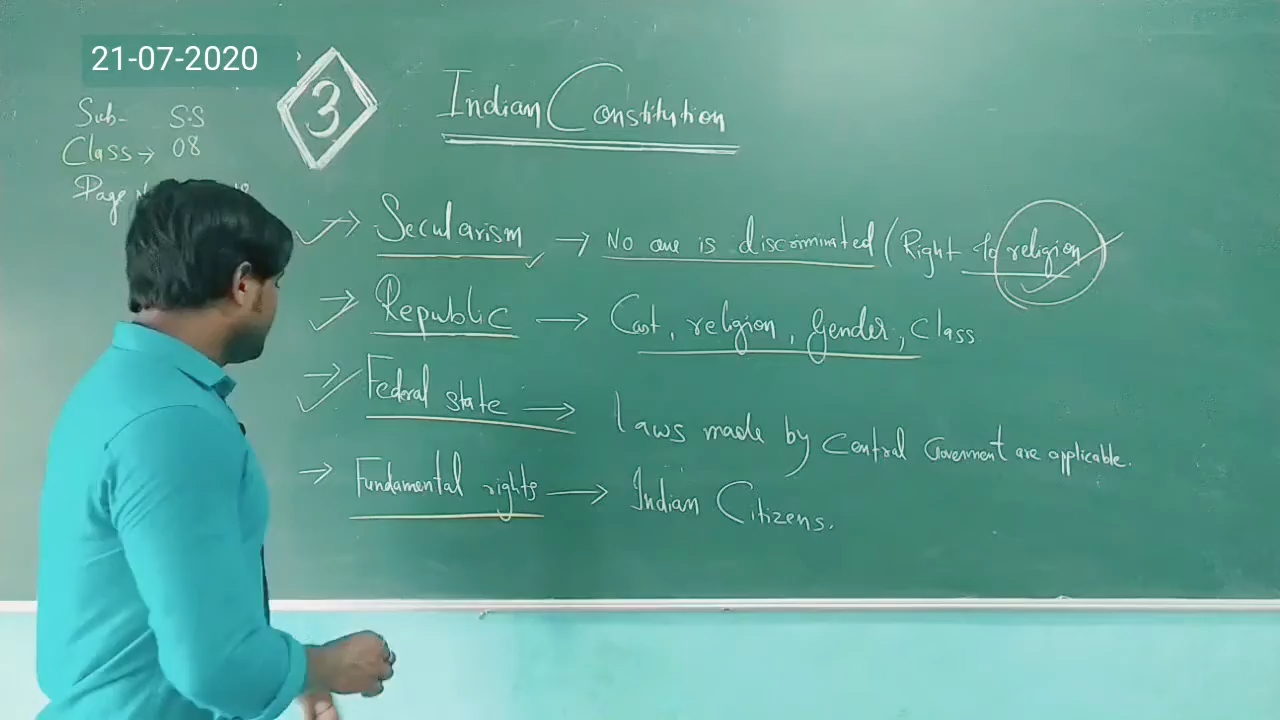 21-07-2020
Sub- S.S
Class → 08
Page
3
Indian Constitution
→ Secularism → No one is discriminated (Right to religion
→ Republic → Cast, religion, Gender, Class
→ Federal state → Laws made by Central Government are applicable.
→ Fundamental rights → Indian Citizens.